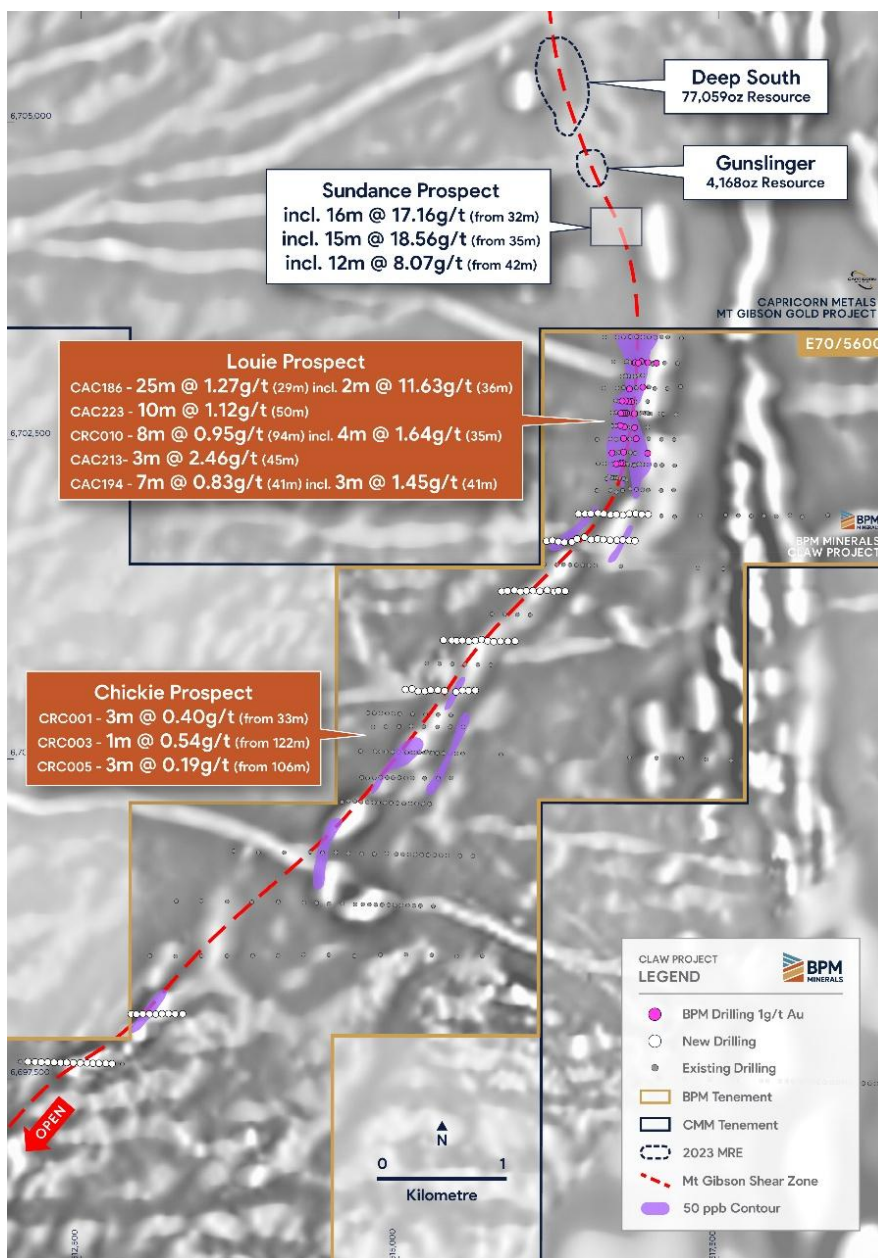 Deep South
77,059oz Resource
6,705,000
Gunslinger
4,168oz Resource
Sundance Prospect
incl. 16m @ 17.16g/t (from 32m)
incl. 15m @ 18.56g/t (from 35m)
incl. 12m @ 8.07g/t (from 42m)
CAPRICORN METALS
MT GIBSON GOLD PROJECT
E70/5600
Louie Prospect
CAC186 - 25m @ 1.27g/t (29m) incl. 2m @ 11.63g/t (36m)
CAC223 - 10m @ 1.12g/t (50m)
CRC010 - 8m @ 0.95g/t (94m) incl. 4m @ 1.64g/t (35m)
CAC213- 3m @ 2.46g/t (45m)
CAC194 - 7m @ 0.83g/t (41m) incl. 3m @ 1.45g/t (41m)
6,702,500
BPM
MINERALS
BPM MINERALS
CLAW PROJECT
Chickie Prospect
CRC001 - 3m @ 0.40g/t (from 33m)
CRC003 - 1m @ 0.54g/t (from 122m)
CRC005 - 3m @ 0.19g/t (from 106m)
CLAW PROJECT
LEGEND
BPM
MINERALS
BPM Drilling 1g/t Au
New Drilling
Existing Drilling
BPM Tenement
CMM Tenement
2023 MRE
Mt Gibson Shear Zone
50 ppb Contour
6,697,500
OPEN
N
0 1
Kilometre